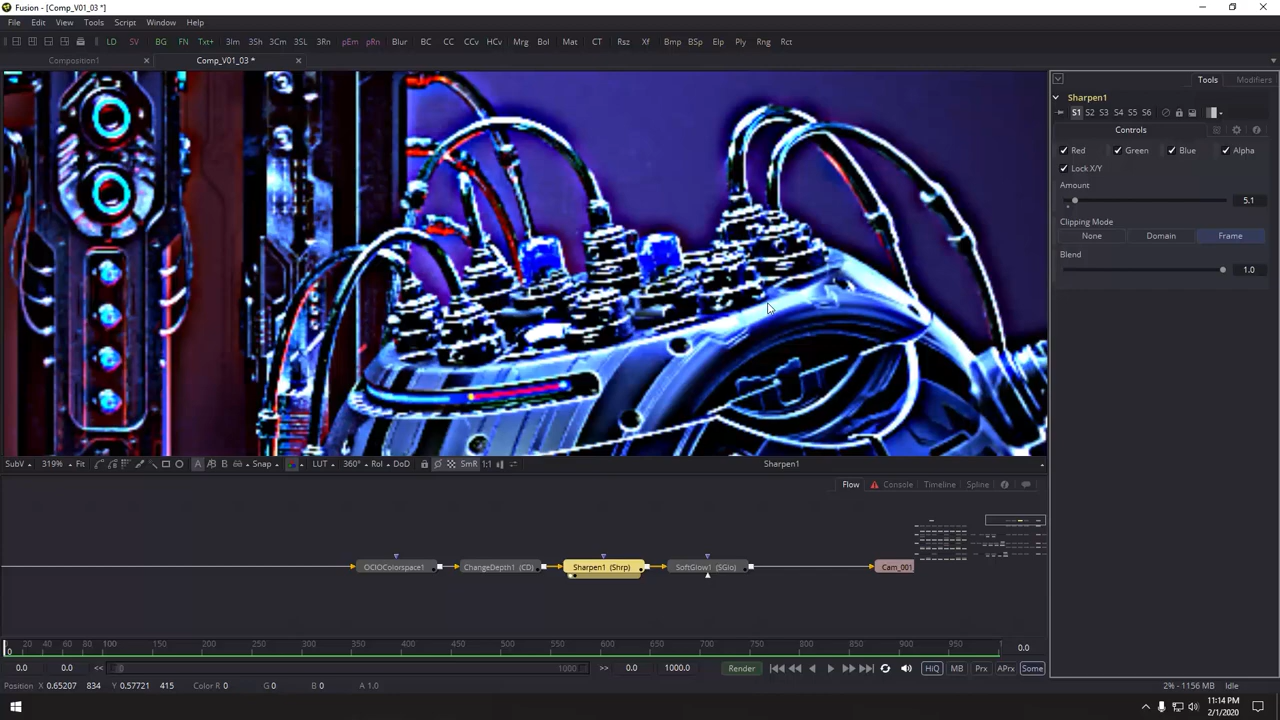 Fusion - [Comp_V01_03 *]
File Edit View Tools Script Window Help
LD SV BG FN Txt+ 3Im 3Sh 3Cm 3SL 3Rn pEm pRn Blur BC CC CCv HCv Mrg Bol Mat CT Rsz Xf Bmp BSp Elp Ply Rng Rct
Composition1 Comp_V01_03 *
Tools Modifiers
Sharpen1
S1 S2 S3 S4 S5 S6
Controls
Red Green Blue Alpha
Lock X/Y
Amount
5.1
Clipping Mode
None Domain Frame
Blend
1.0
SubV 319% Fit A Snap LUT 360° RoI DoD SmR 1:1 Sharpen1
Flow Console Timeline Spline
OCIOColorspace1 ChangeDepth1 (CD) Sharpen1 (Shrp) SoftGlow1 (SGlo) Cam_001
0 20 40 60 80 100 150 200 250 300 350 400 450 500 550 600 650 700 750 800 850 900 950 1
0.0
0.0 0.0 << 0 1000 >> 0.0 1000.0 Render HiQ MB Prx APrx Some
Position X 0.65207 834 Y 0.57721 415 Color R 0 G 0 B 0 A 1.0 2% - 1156 MB Idle
11:14 PM
2/1/2020